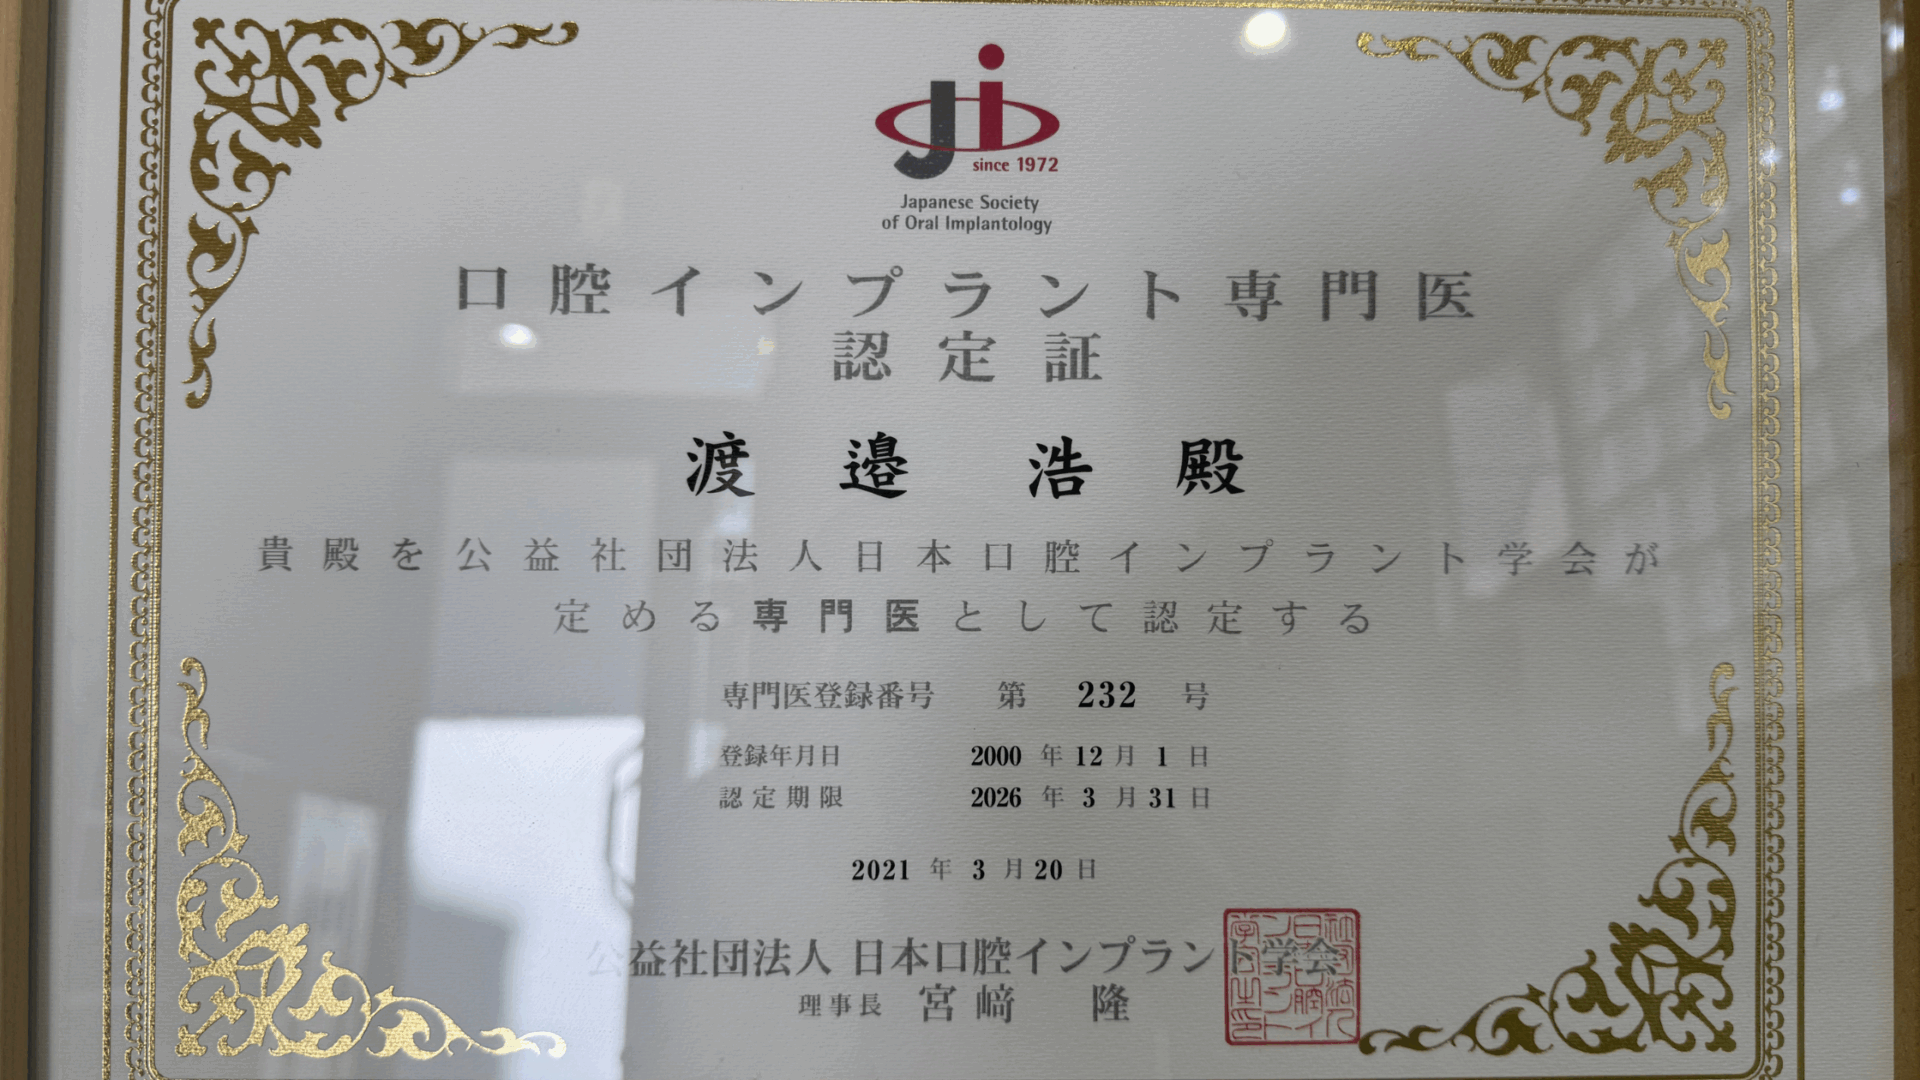 Ji
since 1972
Japanese Society
of Oral Implantology
口腔インプラント専門医
認定証
渡邉 浩 殿
貴殿を公益社団法人日本口腔インプラント学会が
定める専門医として認定する
専門医登録番号 第 232 号
登録年月日 2000 年 12 月 1 日
認定期限 2026 年 3 月 31 日
2021 年 3 月 20 日
公益社団法人 日本口腔インプラント学会
理事長 宮﨑 隆